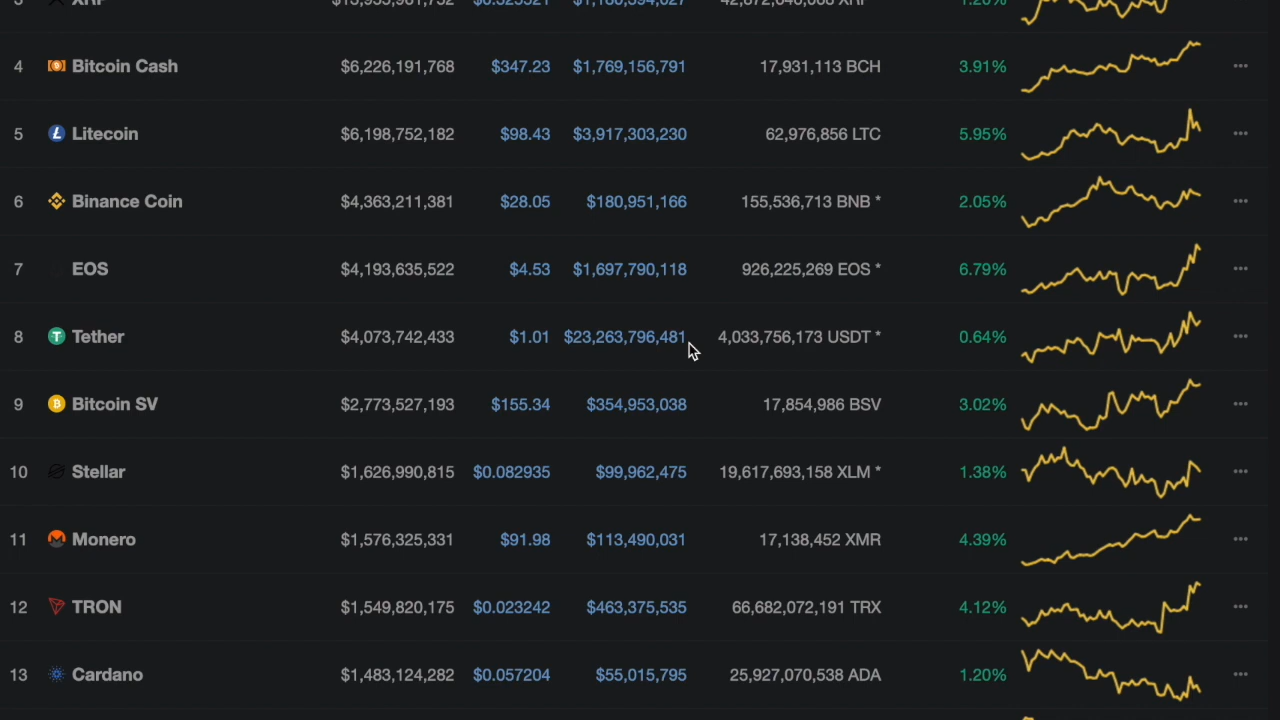 4 Bitcoin Cash $6,226,191,768 $347.23 $1,769,156,791 17,931,113 BCH 3.91% •••
5 Litecoin $6,198,752,182 $98.43 $3,917,303,230 62,976,856 LTC 5.95% •••
6 Binance Coin $4,363,211,381 $28.05 $180,951,166 155,536,713 BNB * 2.05% •••
7 EOS $4,193,635,522 $4.53 $1,697,790,118 926,225,269 EOS * 6.79% •••
8 Tether $4,073,742,433 $1.01 $23,263,796,481 4,033,756,173 USDT * 0.64% •••
9 Bitcoin SV $2,773,527,193 $155.34 $354,953,038 17,854,986 BSV 3.02% •••
10 Stellar $1,626,990,815 $0.082935 $99,962,475 19,617,693,158 XLM * 1.38% •••
11 Monero $1,576,325,331 $91.98 $113,490,031 17,138,452 XMR 4.39% •••
12 TRON $1,549,820,175 $0.023242 $463,375,535 66,682,072,191 TRX 4.12% •••
13 Cardano $1,483,124,282 $0.057204 $55,015,795 25,927,070,538 ADA 1.20% •••